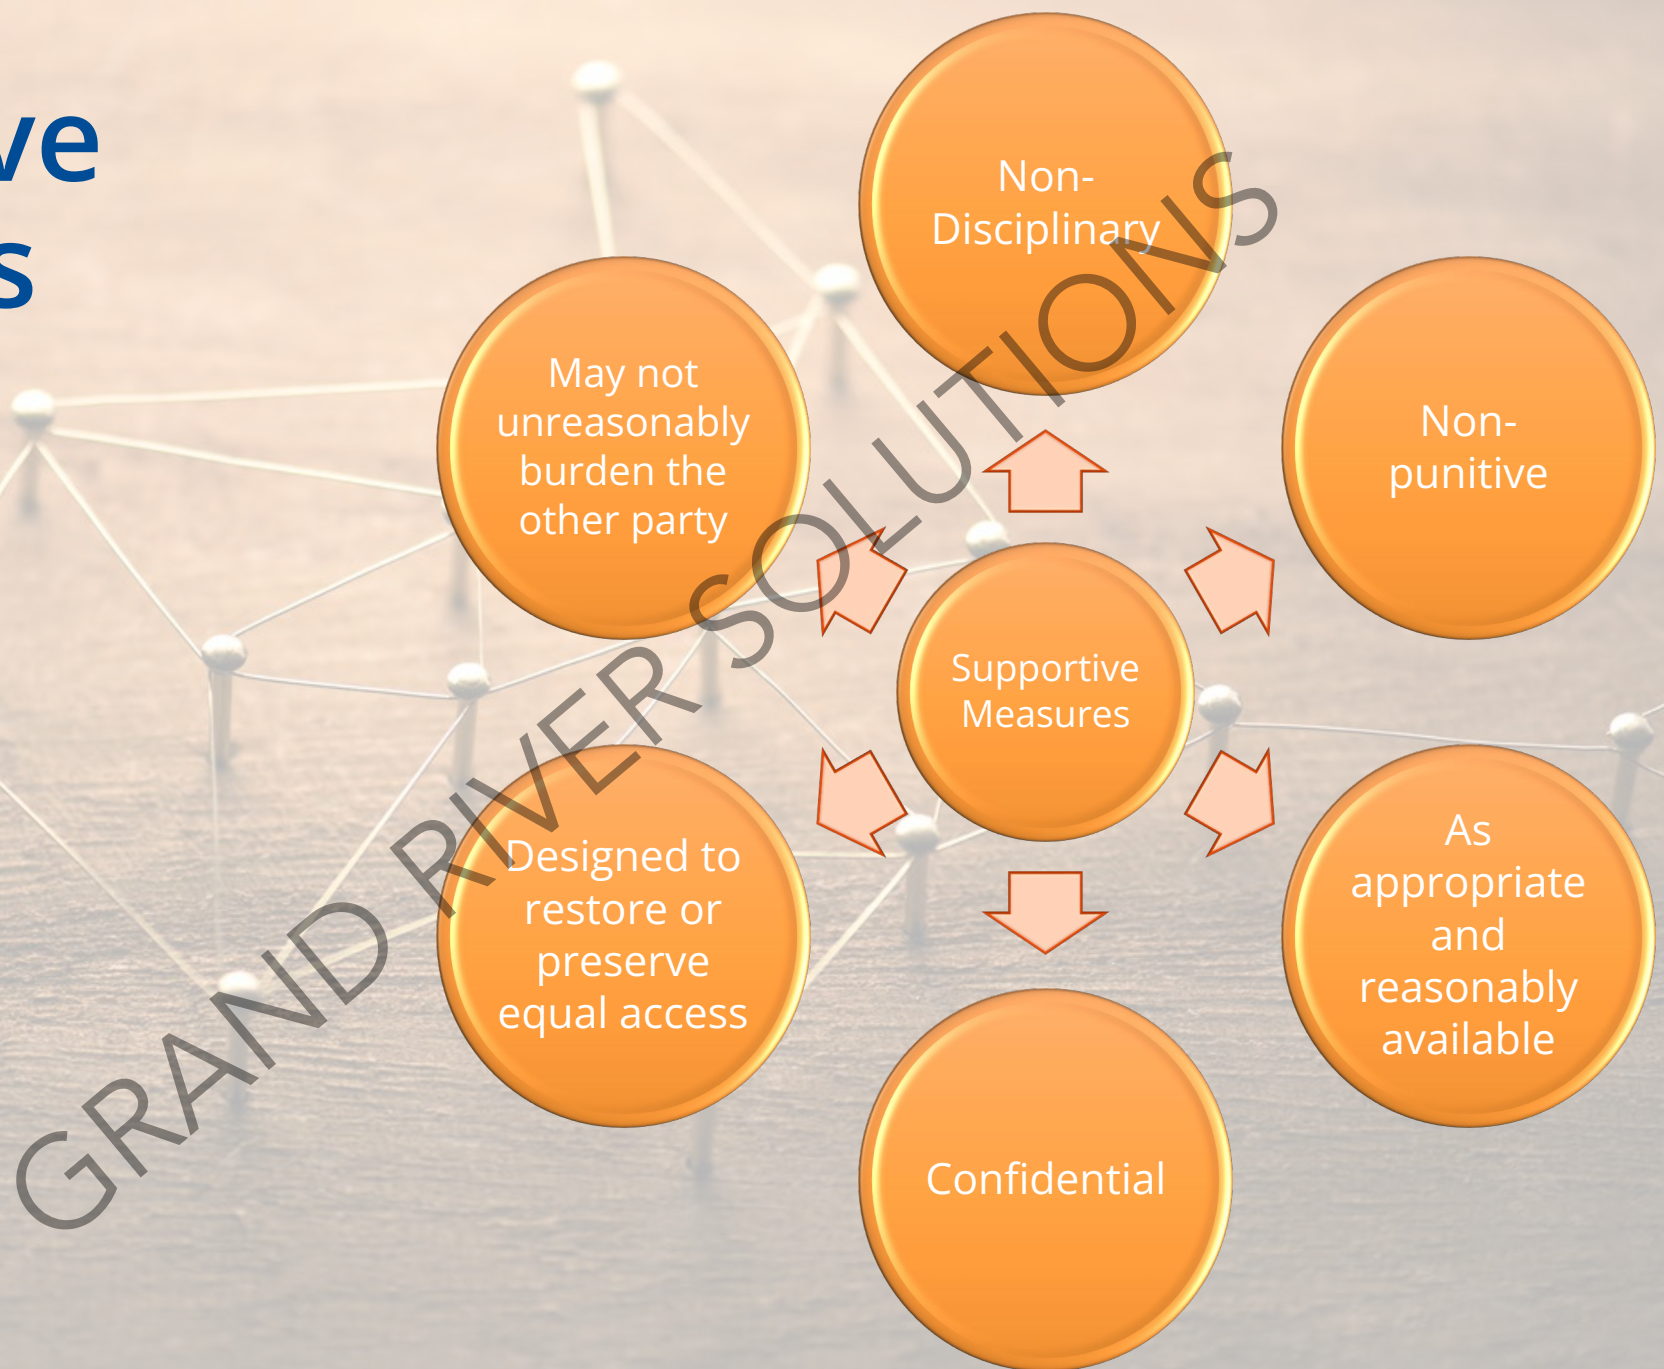 ve
s
Non-
Disciplinary
Non-
punitive
As
appropriate
and
reasonably
available
Confidential
Designed to
restore or
preserve
equal access
May not
unreasonably
burden the
other party
Supportive
Measures
GRAND RIVER SOLUTIONS